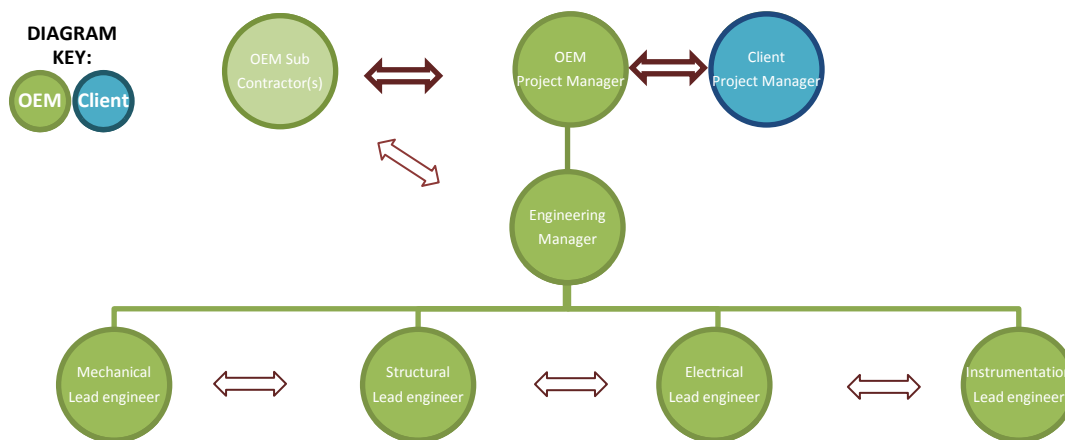 DIAGRAM
KEY:
OEM
Client
OEM Sub
Contractor(s)
OEM
Project Manager
Client
Project Manager
Engineering
Manager
Mechanical
Lead engineer
Structural
Lead engineer
Electrical
Lead engineer
Instrumentation
Lead engineer